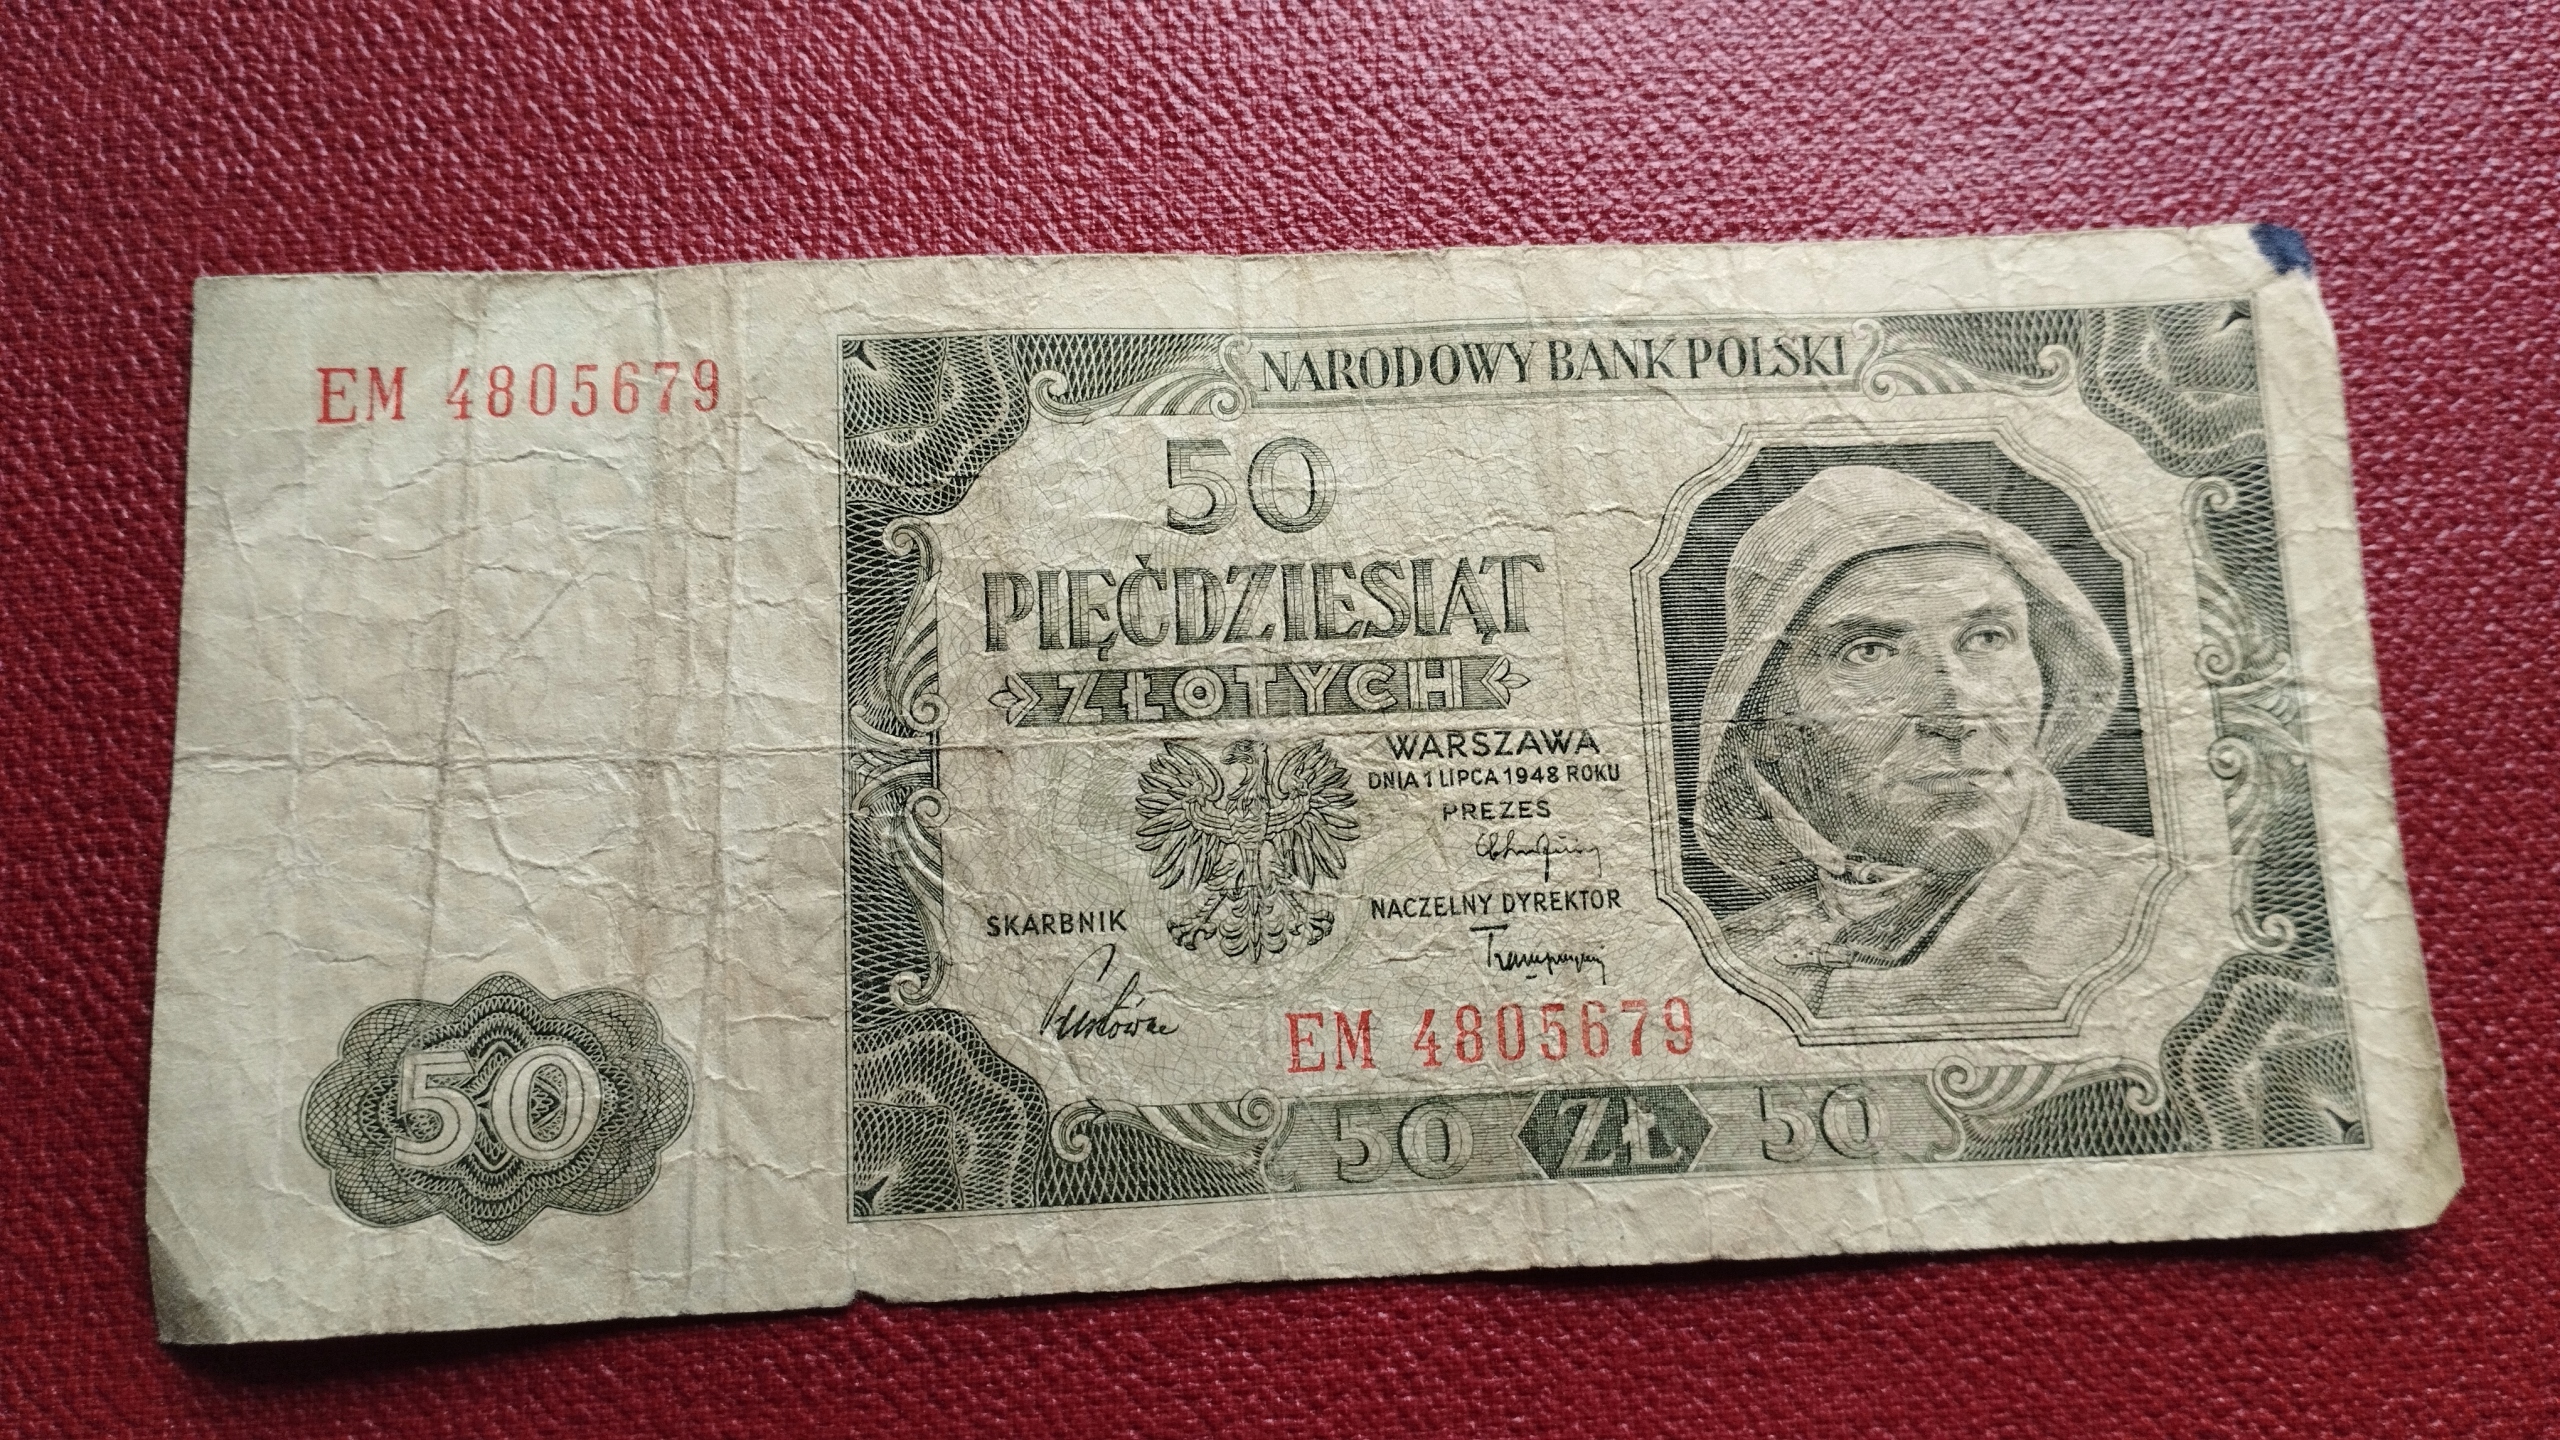 EM 4805679
NARODOWY BANK POLSKI
50
PIĘĆDZIESIĄT
ZŁOTYCH
WARSZAWA
DNIA 1 LIPCA 1948 ROKU
PREZES
NACZELNY DYREKTOR
SKARBNIK
EM 4805679
50
50 ZŁ 50